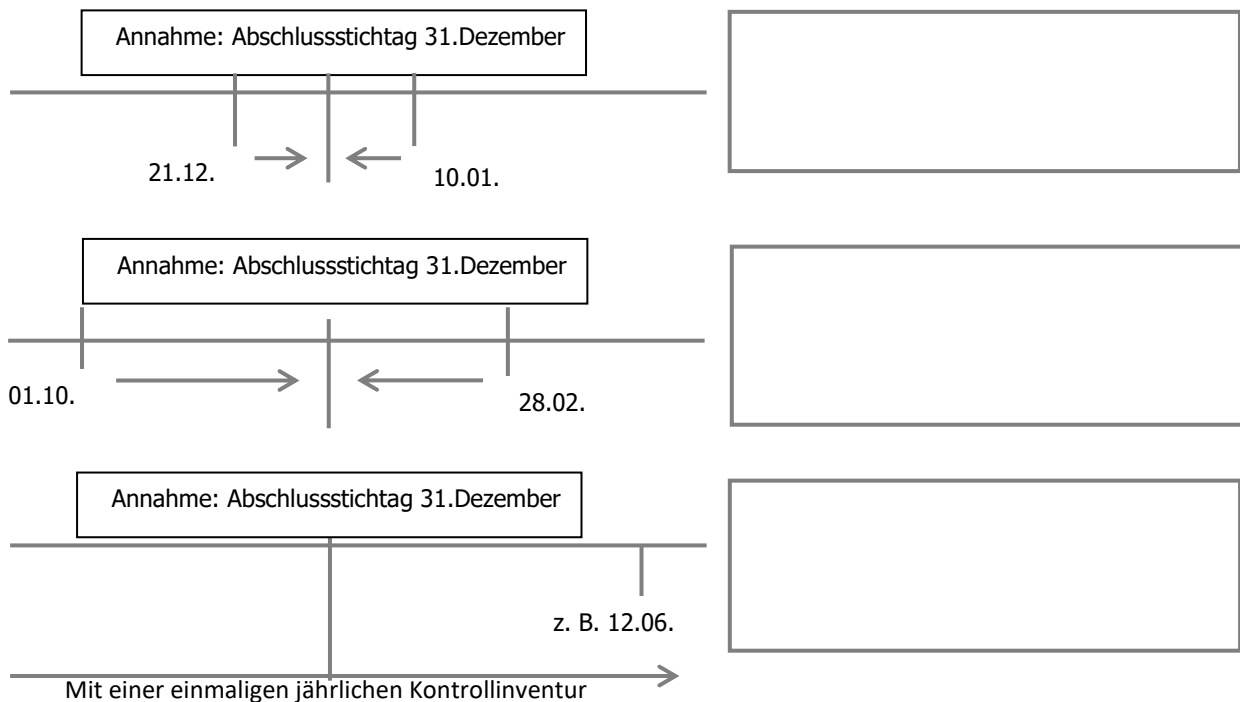 Annahme: Abschlussstichtag 31.Dezember
21.12.
10.01.
Annahme: Abschlussstichtag 31.Dezember
01.10.
28.02.
Annahme: Abschlussstichtag 31.Dezember
z. B. 12.06.
Mit einer einmaligen jährlichen Kontrollinventur